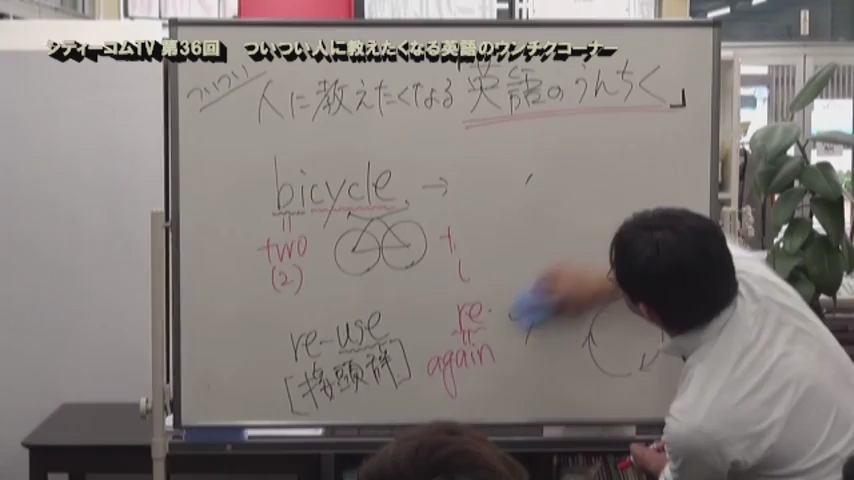 シティーコムTV 第36回 ついつい人に教えたくなる英語のウンチクコーナー
ついつい
人に教えたくなる「英語のうんちく」
bicycle. →
two
(2)
re-use
[接頭辞]
re-
again